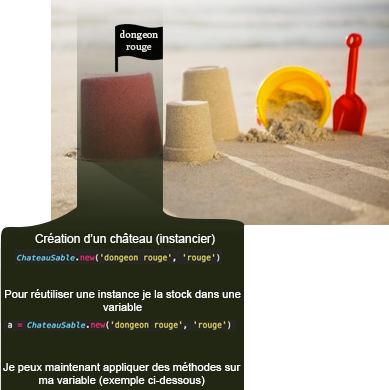 dongeon
rouge
Création d'un château (instancier)
ChateauSable.new('dongeon rouge', 'rouge')
Pour réutiliser une instance je la stock dans une
variable
a = ChateauSable.new('dongeon rouge', 'rouge')
Je peux maintenant appliquer des méthodes sur
ma variable (exemple ci-dessous)